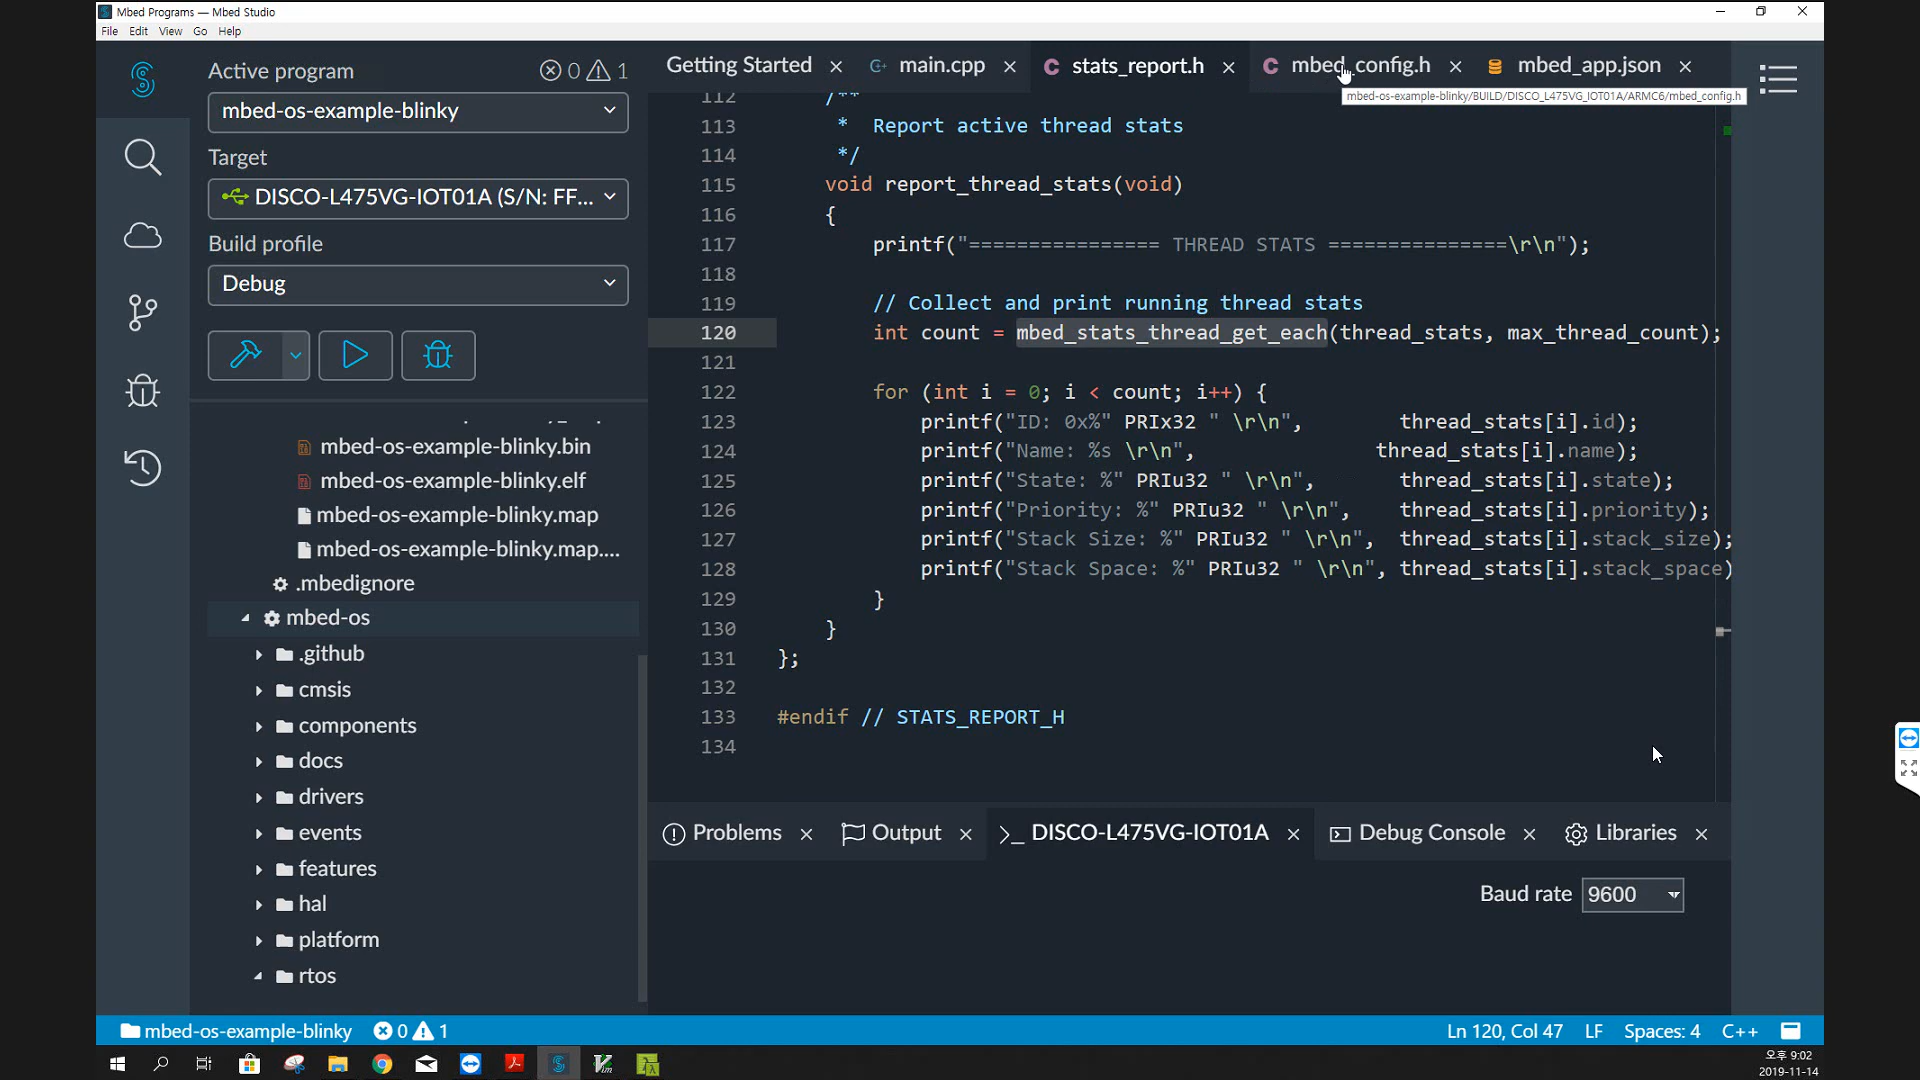 Mbed Programs — Mbed Studio
File Edit View Go Help
Active program 0 1
mbed-os-example-blinky
Target
DISCO-L475VG-IOT01A (S/N: FF...
Build profile
Debug
mbed-os-example-blinky.bin
mbed-os-example-blinky.elf
mbed-os-example-blinky.map
mbed-os-example-blinky.map....
.mbedignore
mbed-os
.github
cmsis
components
docs
drivers
events
features
hal
platform
rtos
Getting Started main.cpp stats_report.h mbed_config.h mbed_app.json
mbed-os-example-blinky/BUILD/DISCO_L475VG_IOT01A/ARMC6/mbed_config.h
112 /**
113 * Report active thread stats
114 */
115 void report_thread_stats(void)
116 {
117 printf("================ THREAD STATS ===============\r\n");
118
119 // Collect and print running thread stats
120 int count = mbed_stats_thread_get_each(thread_stats, max_thread_count);
121
122 for (int i = 0; i < count; i++) {
123 printf("ID: 0x%" PRIx32 " \r\n", thread_stats[i].id);
124 printf("Name: %s \r\n", thread_stats[i].name);
125 printf("State: %" PRIu32 " \r\n", thread_stats[i].state);
126 printf("Priority: %" PRIu32 " \r\n", thread_stats[i].priority);
127 printf("Stack Size: %" PRIu32 " \r\n", thread_stats[i].stack_size);
128 printf("Stack Space: %" PRIu32 " \r\n", thread_stats[i].stack_space)
129 }
130 }
131 };
132
133 #endif // STATS_REPORT_H
134
Problems Output >_ DISCO-L475VG-IOT01A Debug Console Libraries
Baud rate 9600
mbed-os-example-blinky 0 1 Ln 120, Col 47 LF Spaces: 4 C++
오후 9:02
2019-11-14